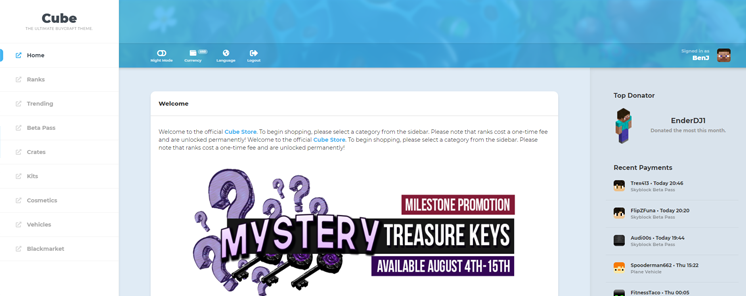 Cube
THE ULTIMATE BUYCRAFT THEME.
Home
Ranks
Trending
Beta Pass
Crates
Kits
Cosmetics
Vehicles
Blackmarket
Night Mode
Currency
Language
Logout
Signed in as
BenJ
Welcome
Welcome to the official Cube Store. To begin shopping, please select a category from the sidebar. Please note that ranks cost a one-time fee
and are unlocked permanently! Welcome to the official Cube Store. To begin shopping, please select a category from the sidebar. Please
note that ranks cost a one-time fee and are unlocked permanently!
MILESTONE PROMOTION
MYSTERY TREASURE KEYS
AVAILABLE AUGUST 4TH-15TH
Top Donator
EnderDJ1
Donated the most this month.
Recent Payments
Trex413 • Today 20:46
Skyblock Beta Pass
FlipZFuna • Today 20:20
Skyblock Beta Pass
Audi00s • Today 19:44
Skyblock Beta Pass
Spooderman662 • Thu 15:22
Plane Vehicle
FitnessTaco • Thu 00:05